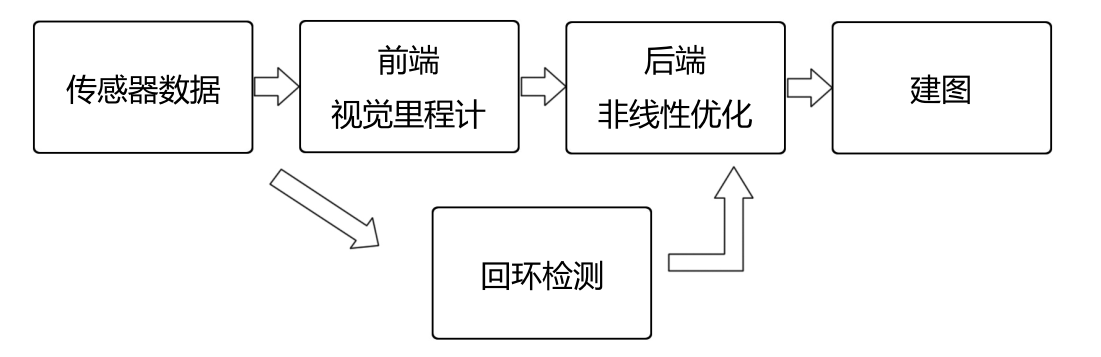 传感器数据
前端
视觉里程计
后端
非线性优化
建图
回环检测